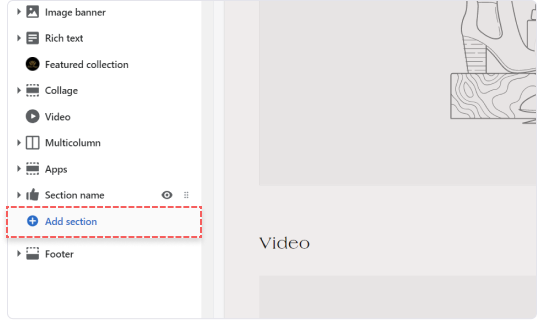 Image banner
Rich text
Featured collection
Collage
Video
Multicolumn
Apps
Section name
Add section
Footer
Video